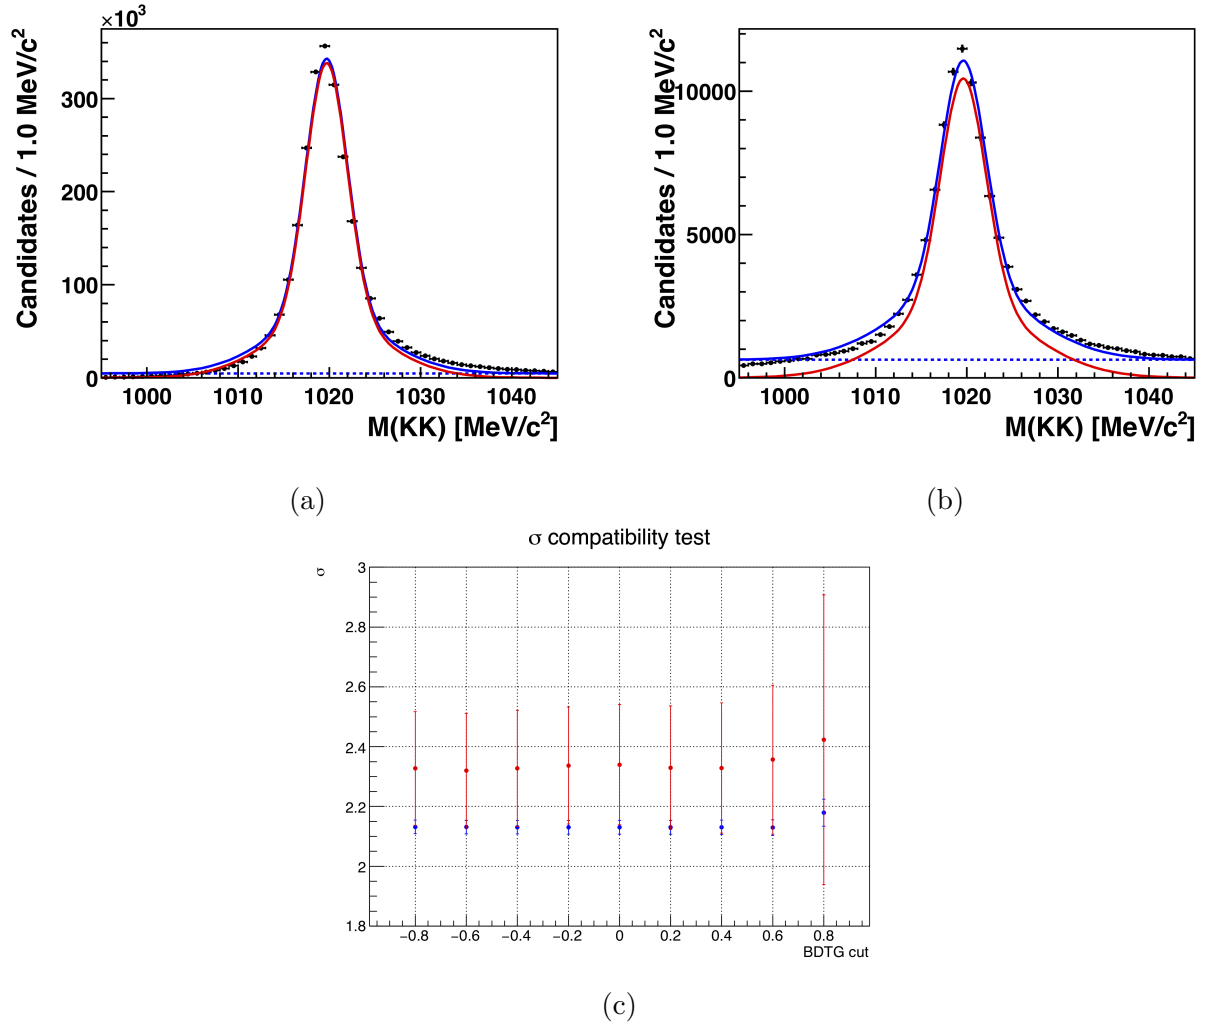 ×10³
Candidates / 1.0 MeV/c²
300
200
100
0
1000 1010 1020 1030 1040
M(KK) [MeV/c²]
(a)
Candidates / 1.0 MeV/c²
10000
5000
0
1000 1010 1020 1030 1040
M(KK) [MeV/c²]
(b)
σ compatibility test
σ
3
2.8
2.6
2.4
2.2
2
1.8
−0.8 −0.6 −0.4 −0.2 0 0.2 0.4 0.6 0.8
BDTG cut
(c)